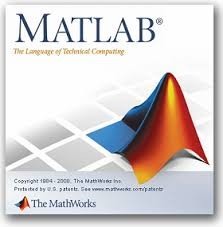 MATLAB®
The Language of Technical Computing
Copyright 1984 - 2008, The MathWorks Inc.
Protected by U.S. patents. See www.mathworks.com/patents
The MathWorks